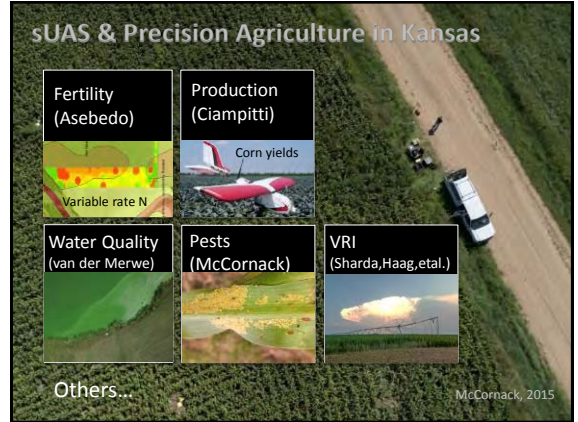 sUAS & Precision Agriculture in Kansas
Fertility
(Asebedo)
Variable rate N
Production
(Ciampitti)
Corn yields
Water Quality
(van der Merwe)
Pests
(McCornack)
VRI
(Sharda,Haag,etal.)
Others…
McCornack, 2015